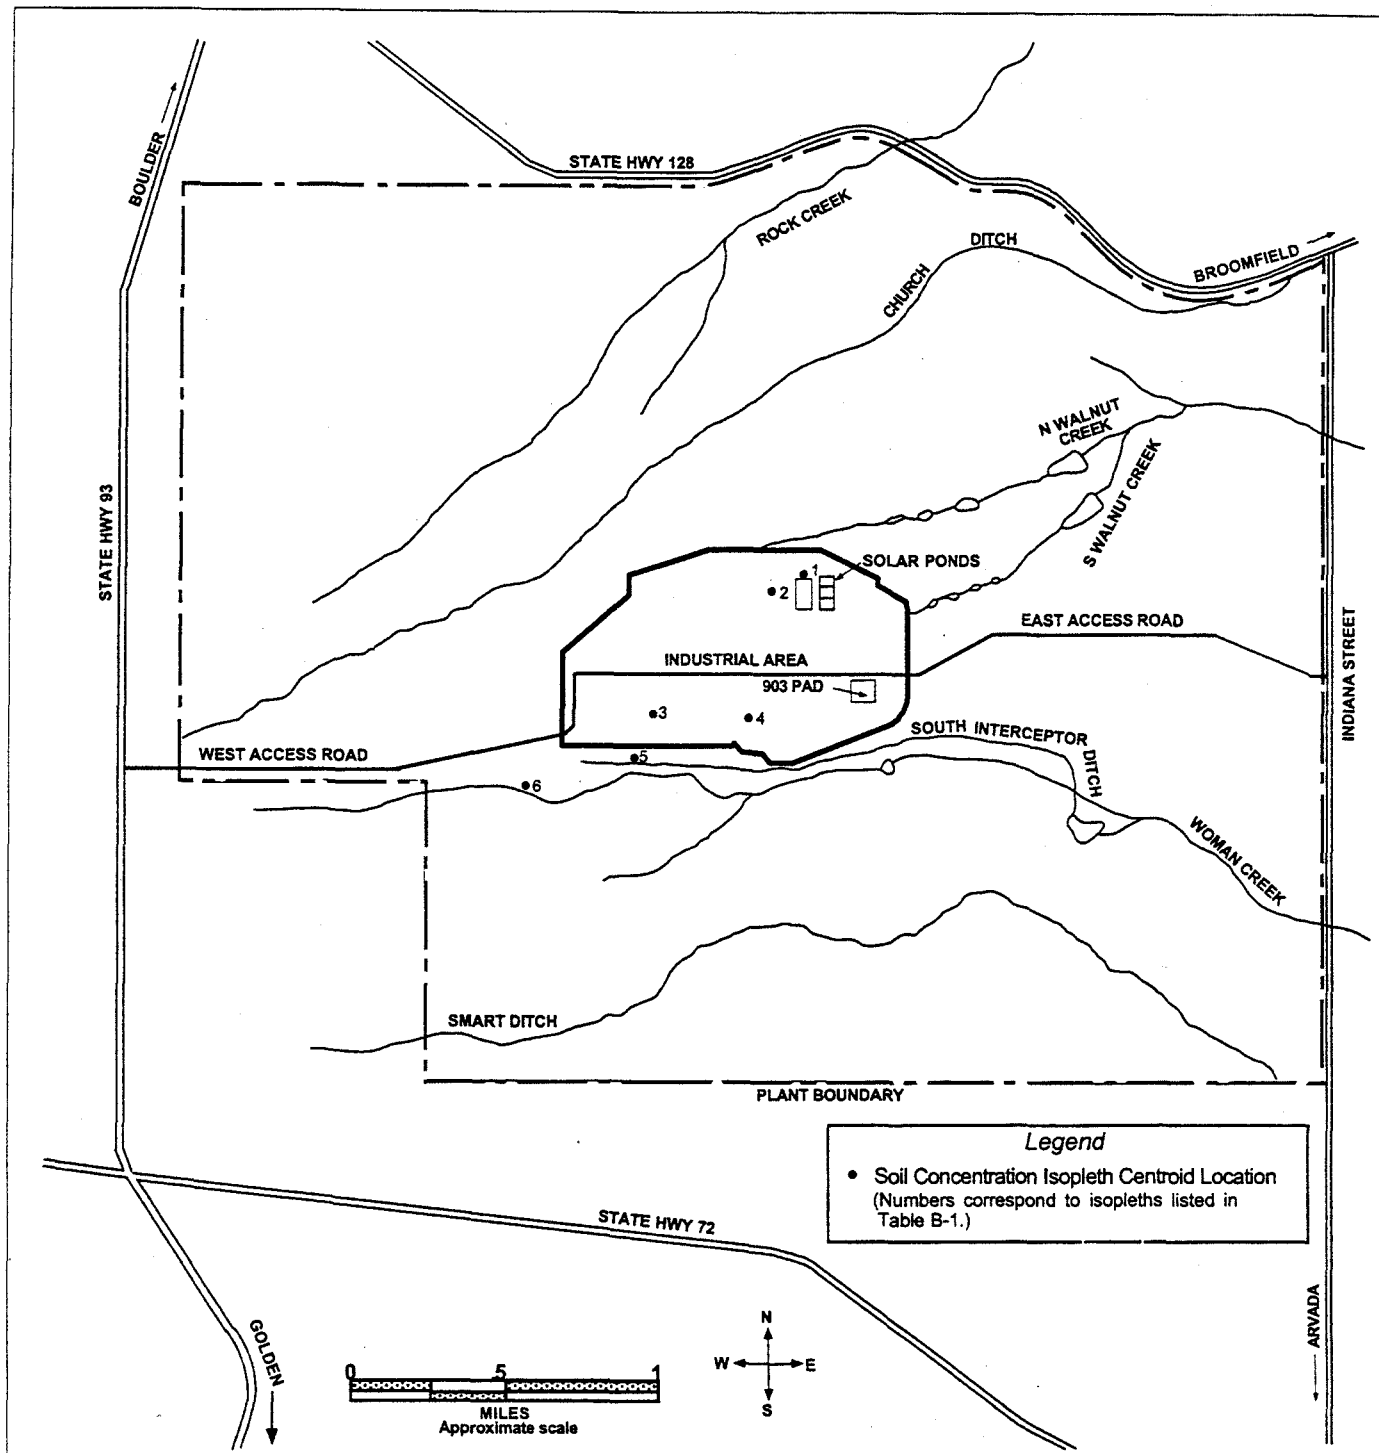 BOULDER
STATE HWY 128
ROCK CREEK
DITCH
CHURCH
BROOMFIELD
N WALNUT
CREEK
S WALNUT CREEK
STATE HWY 93
1
SOLAR PONDS
2
EAST ACCESS ROAD
INDUSTRIAL AREA
903 PAD
INDIANA STREET
3
4
SOUTH INTERCEPTOR
DITCH
WEST ACCESS ROAD
5
6
WOMAN CREEK
SMART DITCH
PLANT BOUNDARY
Legend
• Soil Concentration Isopleth Centroid Location
(Numbers correspond to isopleths listed in
Table B-1.)
STATE HWY 72
GOLDEN
ARVADA
N
W E
S
0 .5 1
MILES
Approximate scale